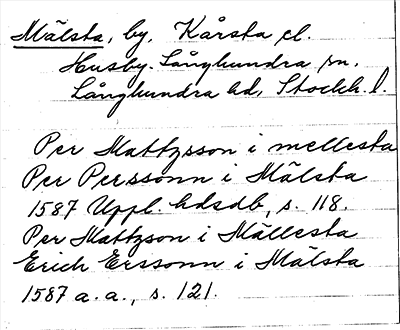 Mälsta, by, Kårsta cl.
Husby-Långhundra sn.
Långhundra hd, Stockh. l.
Per Mattzsson i mellesta
Per Perssonn i Mälsta
1587 Uppl. hdsdb, s. 118.
Per Mattzson i Mällesta
Erich Erssonn i Mälsta
1587 a. a., s. 121.